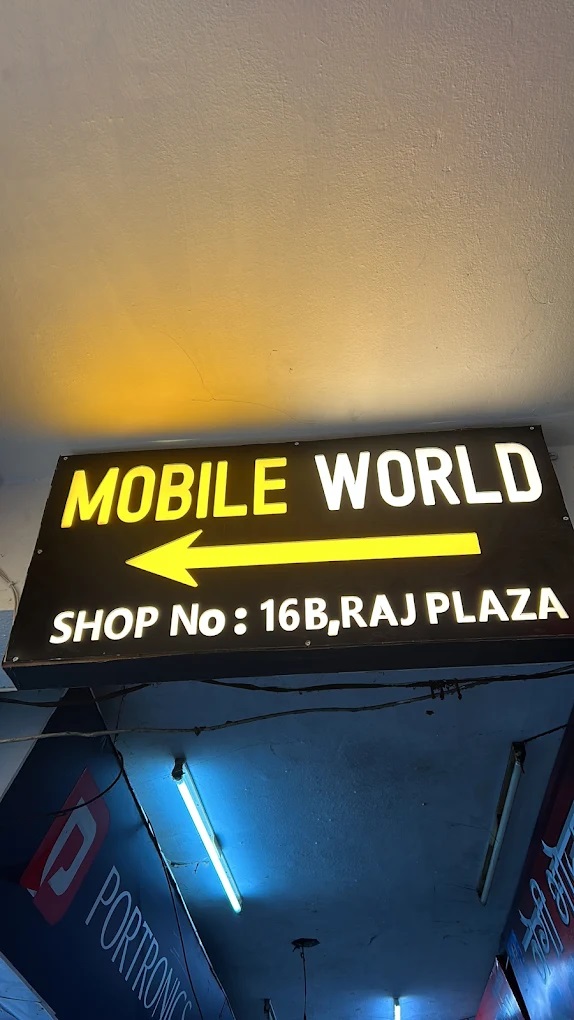 MOBILE WORLD
SHOP No : 16B,RAJ PLAZA
PORTRONICS